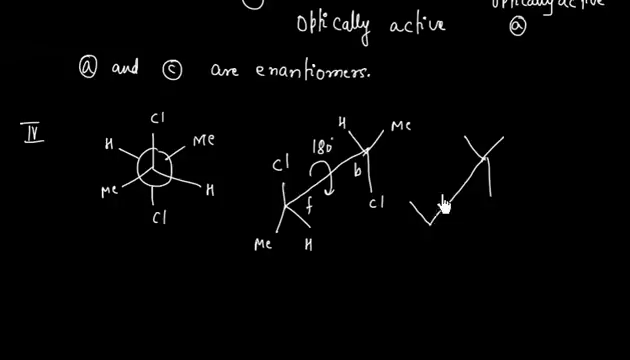 optically active
Optically active
ⓐ
ⓐ and ⓒ are enantiomers.
IV
Cl
H
Me
Me
H
Cl
H
Me
180°
Cl
b
f
Cl
Me
H